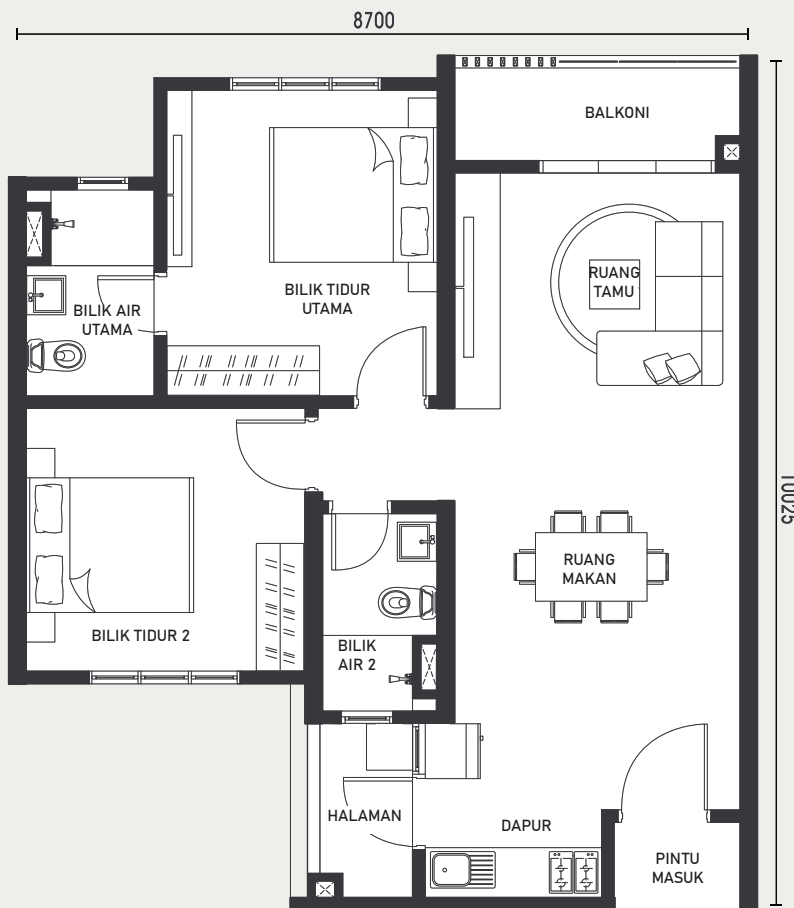 8700
BALKONI
RUANG
TAMU
BILIK TIDUR
UTAMA
BILIK AIR
UTAMA
10025
RUANG
MAKAN
BILIK TIDUR 2
BILIK
AIR 2
HALAMAN
DAPUR
PINTU
MASUK